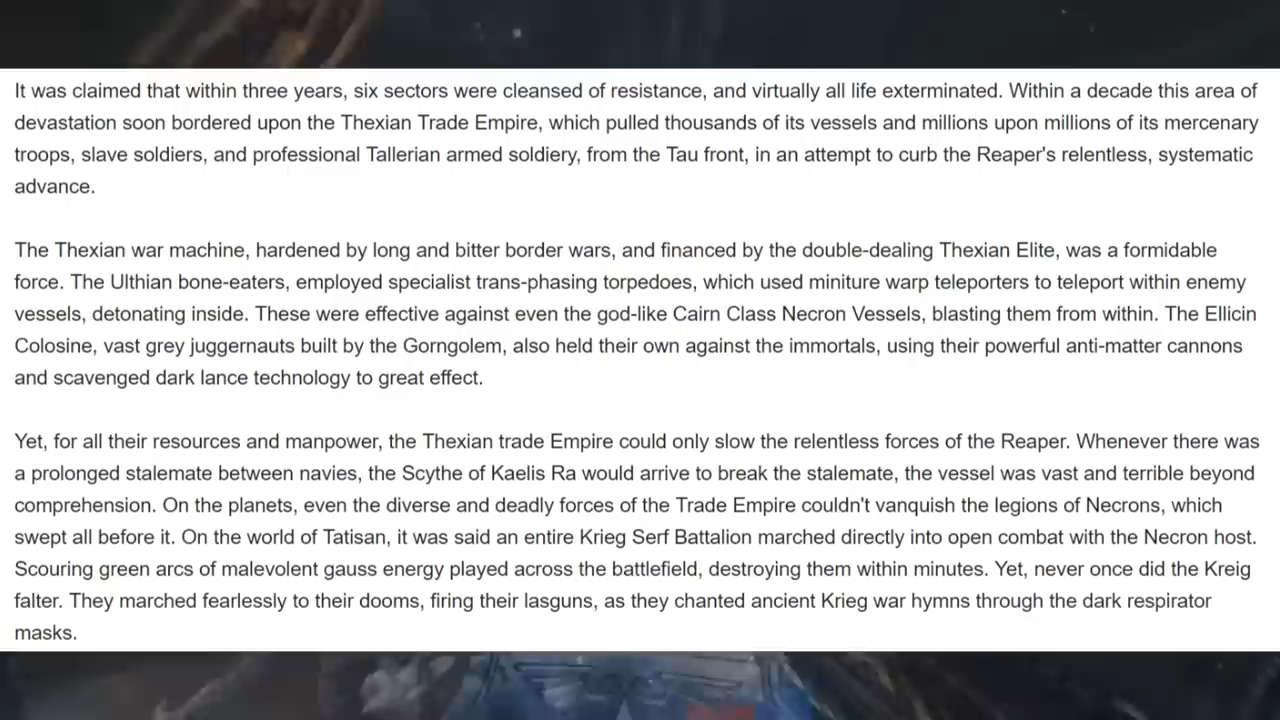 It was claimed that within three years, six sectors were cleansed of resistance, and virtually all life exterminated. Within a decade this area of
devastation soon bordered upon the Thexian Trade Empire, which pulled thousands of its vessels and millions upon millions of its mercenary
troops, slave soldiers, and professional Tallerian armed soldiery, from the Tau front, in an attempt to curb the Reaper's relentless, systematic
advance.
The Thexian war machine, hardened by long and bitter border wars, and financed by the double-dealing Thexian Elite, was a formidable
force. The Ulthian bone-eaters, employed specialist trans-phasing torpedoes, which used miniture warp teleporters to teleport within enemy
vessels, detonating inside. These were effective against even the god-like Cairn Class Necron Vessels, blasting them from within. The Ellicin
Colosine, vast grey juggernauts built by the Gorngolem, also held their own against the immortals, using their powerful anti-matter cannons
and scavenged dark lance technology to great effect.
Yet, for all their resources and manpower, the Thexian trade Empire could only slow the relentless forces of the Reaper. Whenever there was
a prolonged stalemate between navies, the Scythe of Kaelis Ra would arrive to break the stalemate, the vessel was vast and terrible beyond
comprehension. On the planets, even the diverse and deadly forces of the Trade Empire couldn't vanquish the legions of Necrons, which
swept all before it. On the world of Tatisan, it was said an entire Krieg Serf Battalion marched directly into open combat with the Necron host.
Scouring green arcs of malevolent gauss energy played across the battlefield, destroying them within minutes. Yet, never once did the Kreig
falter. They marched fearlessly to their dooms, firing their lasguns, as they chanted ancient Krieg war hymns through the dark respirator
masks.